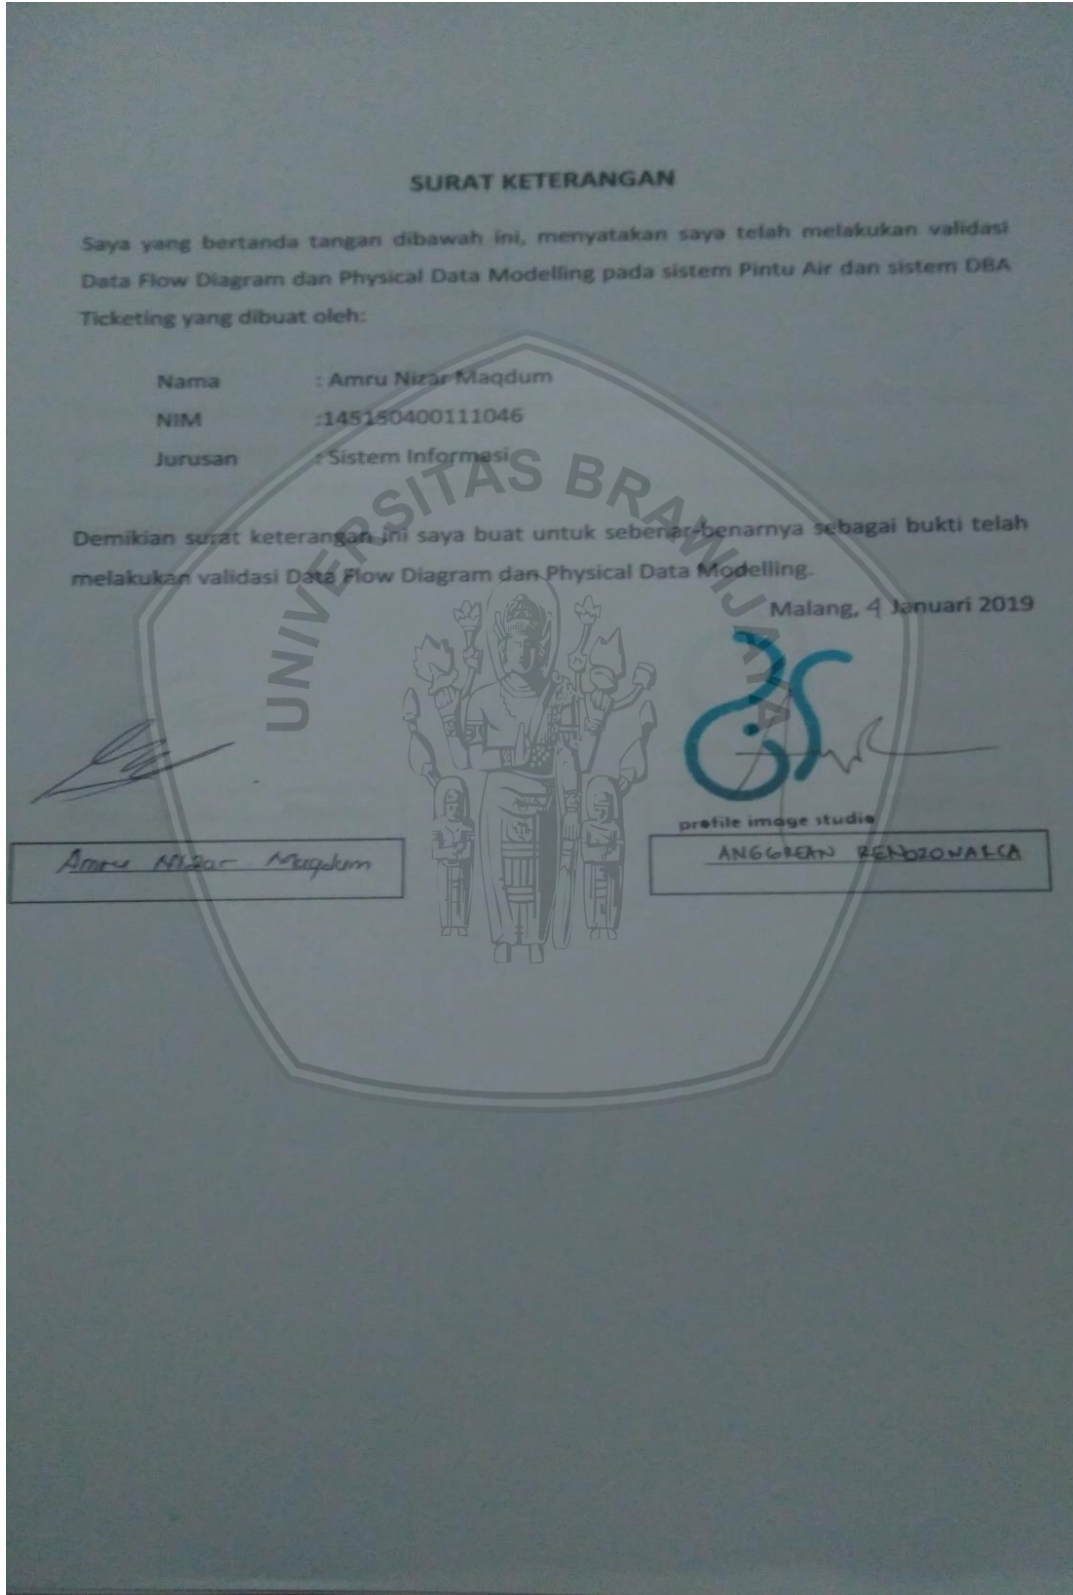 SURAT KETERANGAN
Saya yang bertanda tangan dibawah ini, menyatakan saya telah melakukan validasi
Data Flow Diagram dan Physical Data Modelling pada sistem Pintu Air dan sistem DBA
Ticketing yang dibuat oleh:
Nama : Amru Nizar Maqdum
NIM :145150400111046
Jurusan : Sistem Informasi
UNIVERSITAS BRAWIJAYA
Demikian surat keterangan ini saya buat untuk sebenar-benarnya sebagai bukti telah
melakukan validasi Data Flow Diagram dan Physical Data Modelling.
Malang, 4 Januari 2019
profile image studio
Amru Nizar Maqdum
ANGGREAN